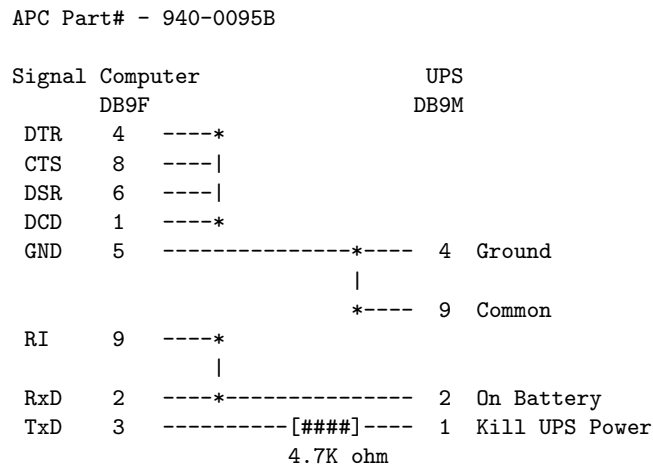 APC Part# - 940-0095B
Signal Computer                  UPS
       DB9F                     DB9M
 DTR    4   ----*
 CTS    8   ----|
 DSR    6   ----|
 DCD    1   ----*
 GND    5   ---------------*----  4  Ground
                           |
                           *----  9  Common
 RI     9   ----*
                |
 RxD    2   ----*---------------  2  On Battery
 TxD    3   ----------[####]----  1  Kill UPS Power
                     4.7K ohm